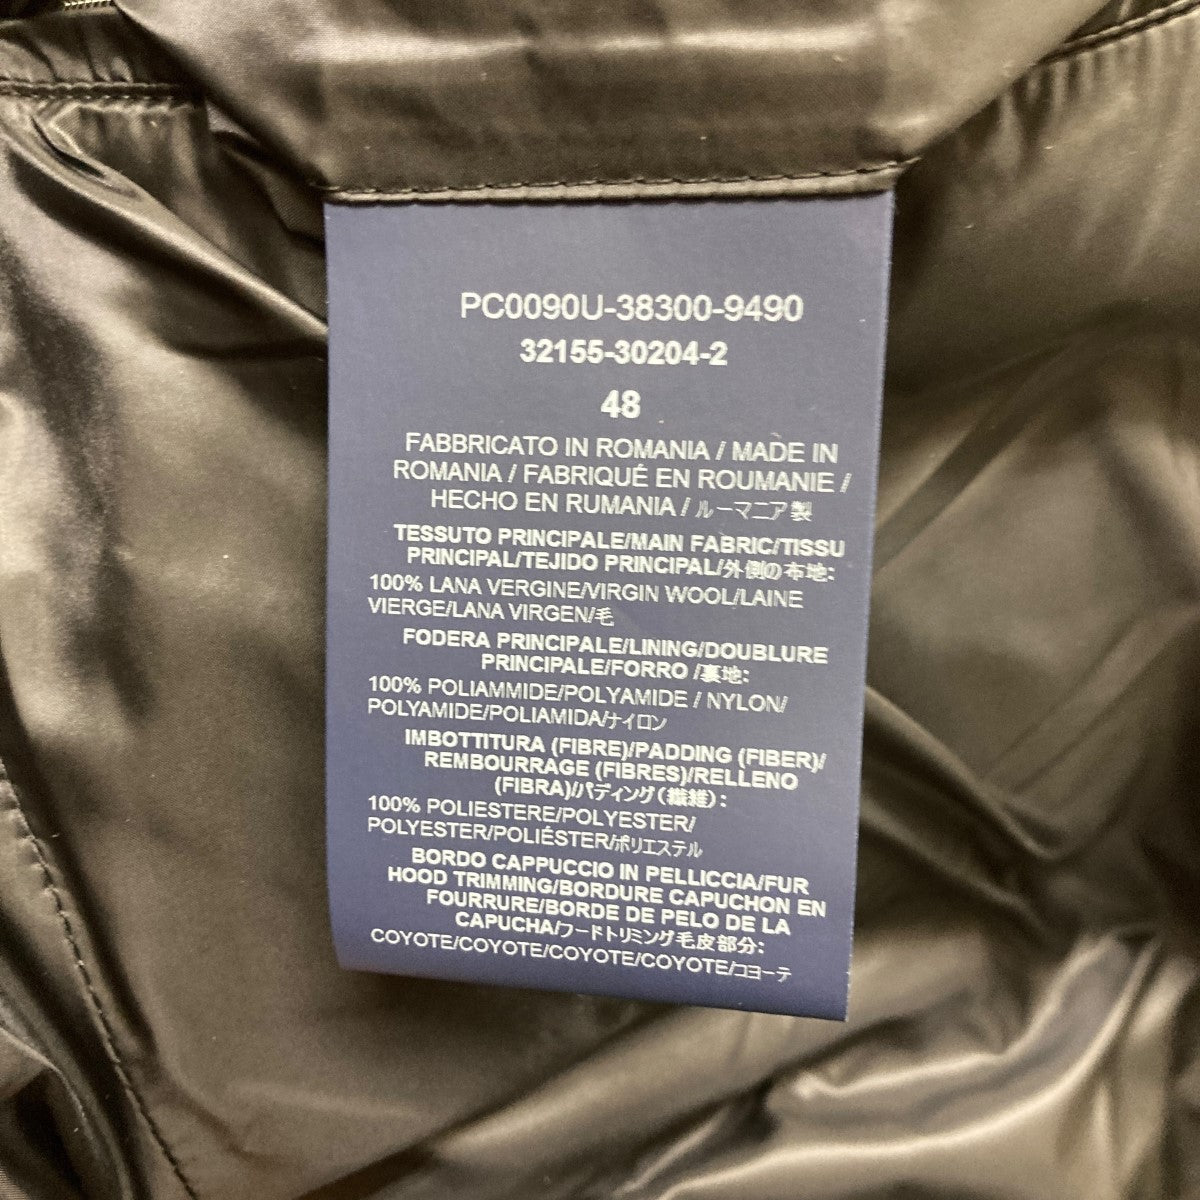 PC0090U-38300-9490
32155-30204-2
48
FABBRICATO IN ROMANIA / MADE IN
ROMANIA / FABRIQUÉ EN ROUMANIE /
HECHO EN RUMANIA / ルーマニア製
TESSUTO PRINCIPALE/MAIN FABRIC/TISSU
PRINCIPAL/TEJIDO PRINCIPAL/外側の布地:
100% LANA VERGINE/VIRGIN WOOL/LAINE
VIERGE/LANA VIRGEN/毛
FODERA PRINCIPALE/LINING/DOUBLURE
PRINCIPALE/FORRO /裏地:
100% POLIAMMIDE/POLYAMIDE / NYLON/
POLYAMIDE/POLIAMIDA/ナイロン
IMBOTTITURA (FIBRE)/PADDING (FIBER)/
REMBOURRAGE (FIBRES)/RELLENO
(FIBRA)/パディング(繊維):
100% POLIESTERE/POLYESTER/
POLYESTER/POLIÉSTER/ポリエステル
BORDO CAPPUCCIO IN PELLICCIA/FUR
HOOD TRIMMING/BORDURE CAPUCHON EN
FOURRURE/BORDE DE PELO DE LA
CAPUCHA/フードトリミング毛皮部分:
COYOTE/COYOTE/COYOTE/COYOTE/コヨーテ